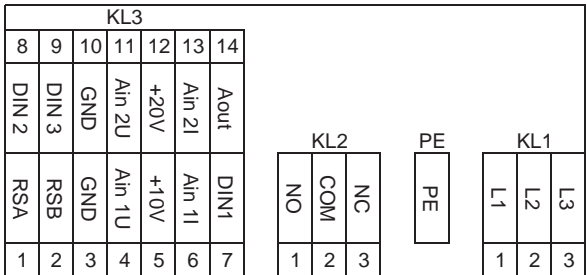 KL3
8 9 10 11 12 13 14
DIN 2 DIN 3 GND Ain 2U +20V Ain 2I Aout
KL2 PE KL1
RSA RSB GND Ain 1U +10V Ain 1I DIN1 NO COM NC PE L1 L2 L3
1 2 3 4 5 6 7 1 2 3 1 2 3